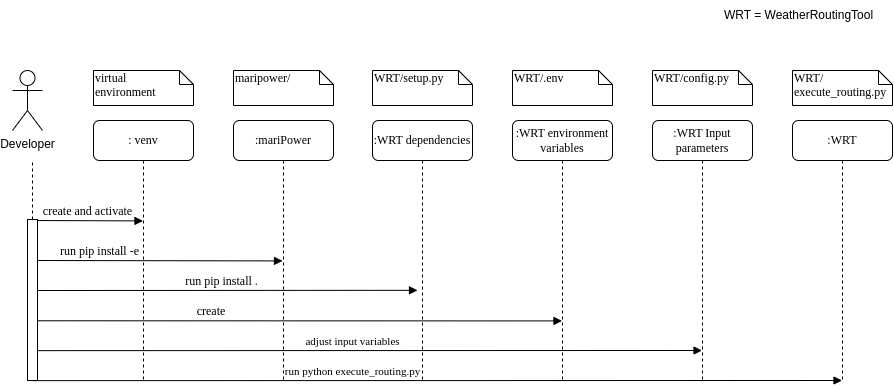 WRT = WeatherRoutingTool
virtual
environment
maripower/
WRT/setup.py
WRT/.env
WRT/config.py
WRT/
execute_routing.py
Developer
: venv
:mariPower
:WRT dependencies
:WRT environment
variables
:WRT Input
parameters
:WRT
create and activate
run pip install -e
run pip install .
create
adjust input variables
run python execute_routing.py